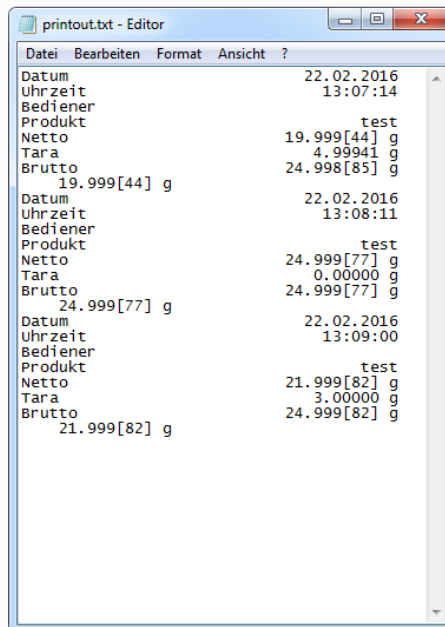 printout.txt - Editor
Datei Bearbeiten Format Ansicht ?
Datum 22.02.2016
Uhrzeit 13:07:14
Bediener
Produkt test
Netto 19.999[44] g
Tara 4.99941 g
Brutto 24.998[85] g
19.999[44] g
Datum 22.02.2016
Uhrzeit 13:08:11
Bediener
Produkt test
Netto 24.999[77] g
Tara 0.00000 g
Brutto 24.999[77] g
24.999[77] g
Datum 22.02.2016
Uhrzeit 13:09:00
Bediener
Produkt test
Netto 21.999[82] g
Tara 3.00000 g
Brutto 24.999[82] g
21.999[82] g